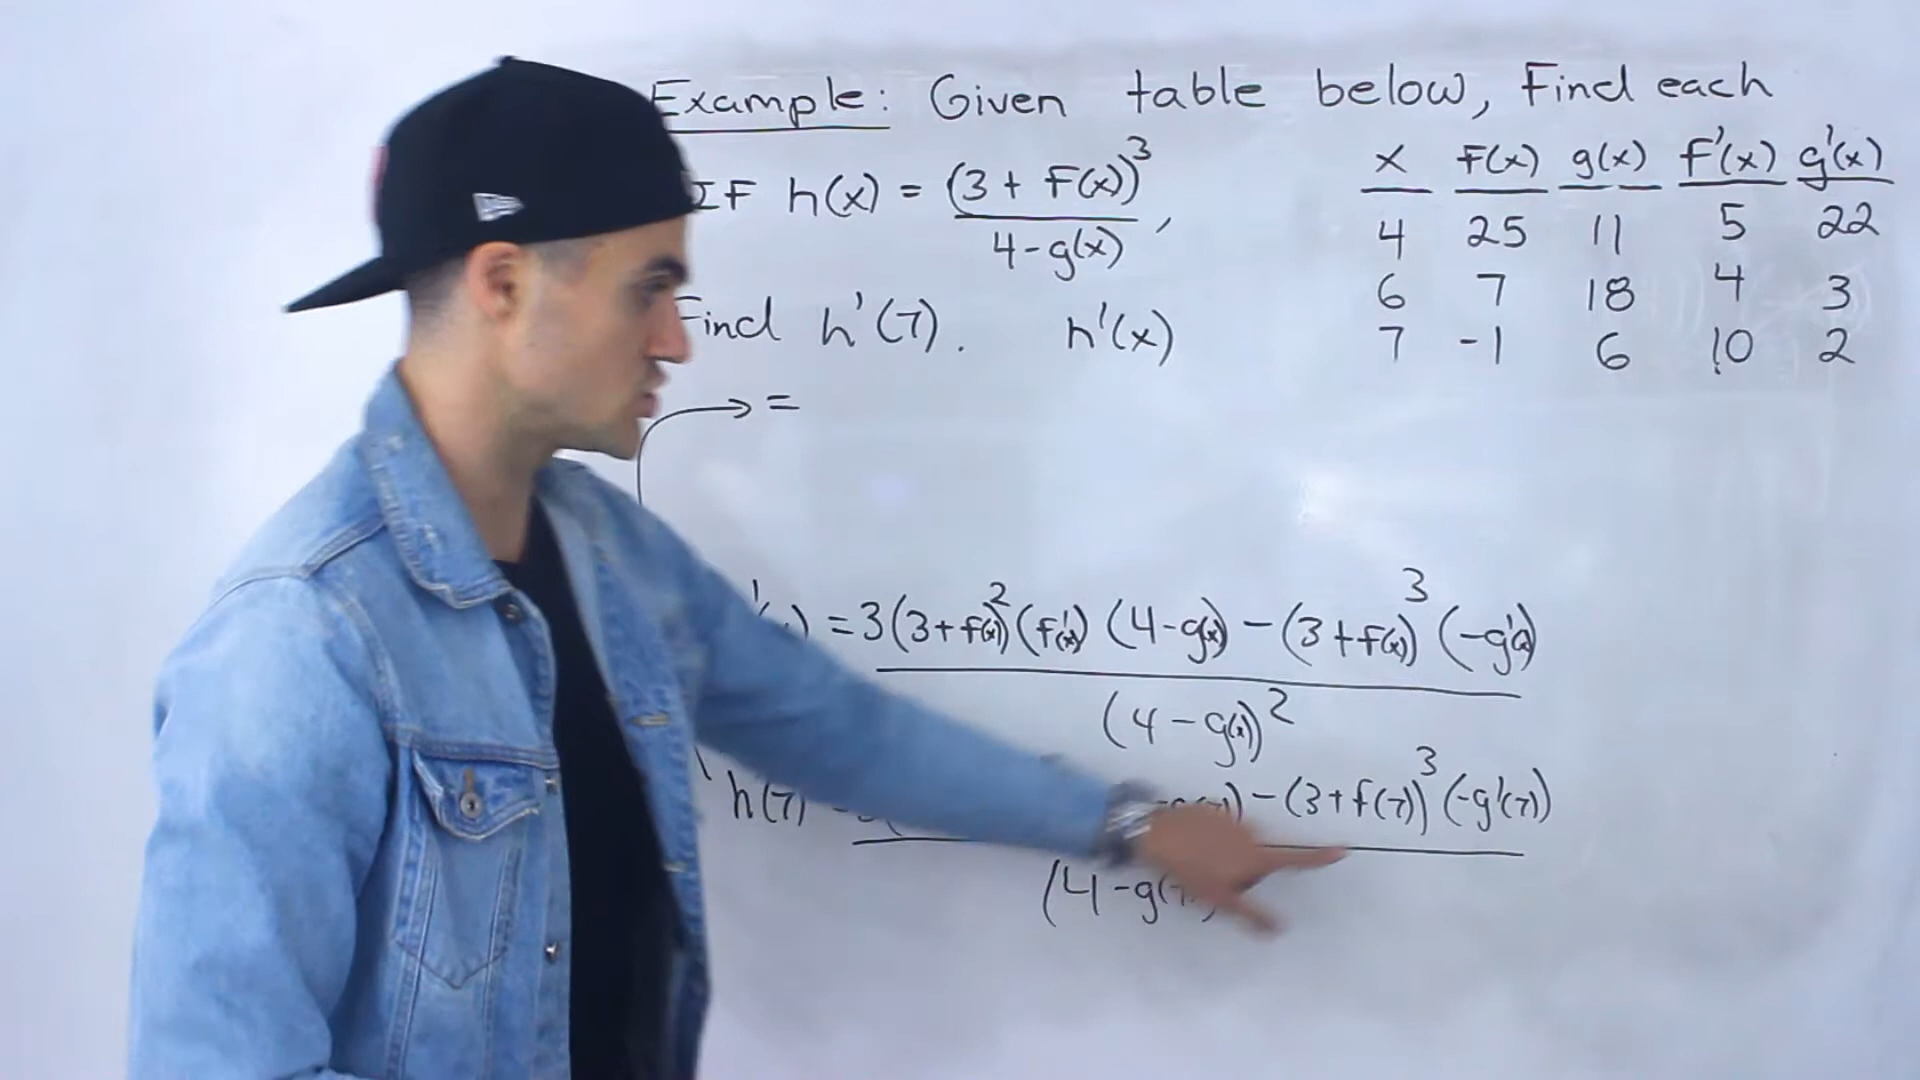 Example: Given table below, Find each
IF h(x) = (3 + F(x))³ / 4-g(x) ,
Find h'(7). h'(x)
x F(x) g(x) F'(x) g'(x)
4 25 11 5 22
6 7 18 4 3
7 -1 6 10 2
=
= 3(3+f(x))²(f'(x)) (4-g(x)) - (3+f(x))³ (-g'(x))
(4-g(x))²
h(7) - (3+f(7))³ (-g'(7))
(4-g(7)